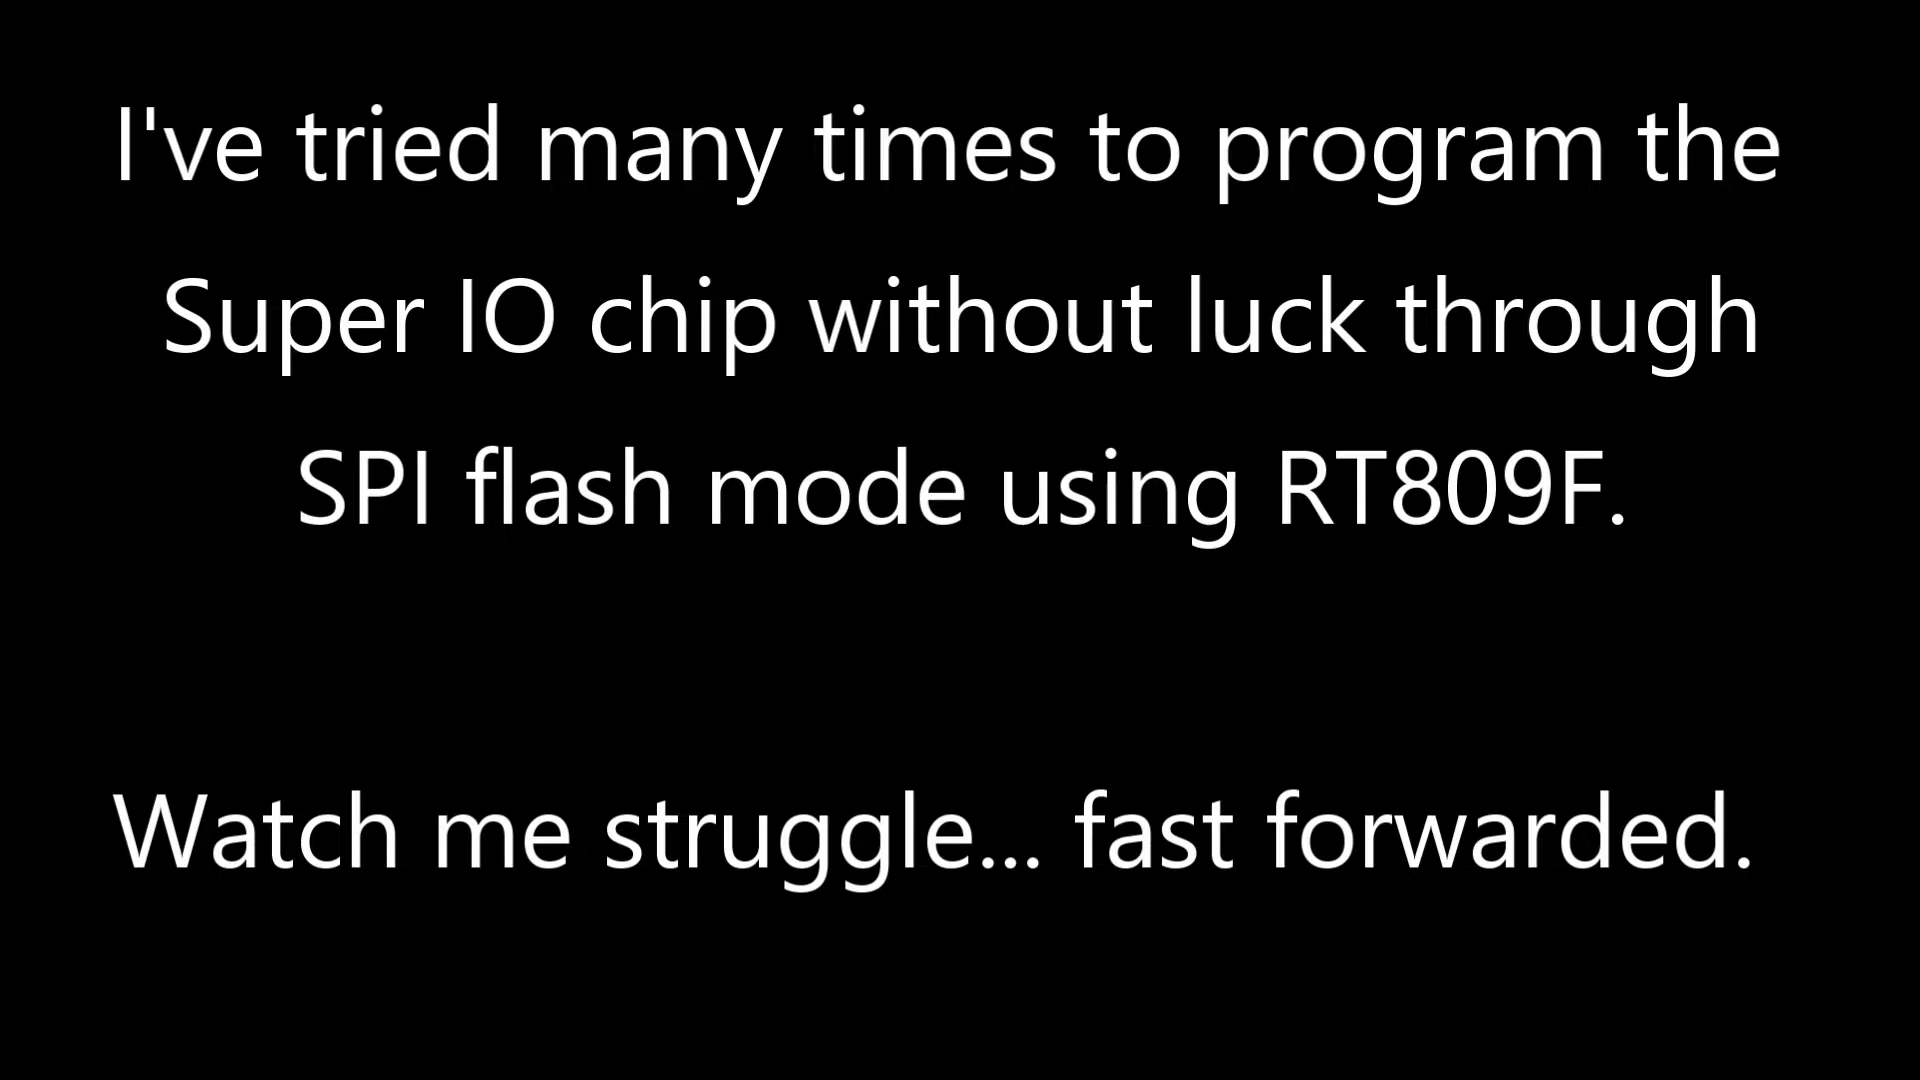 I've tried many times to program the
Super IO chip without luck through
SPI flash mode using RT809F.
Watch me struggle... fast forwarded.